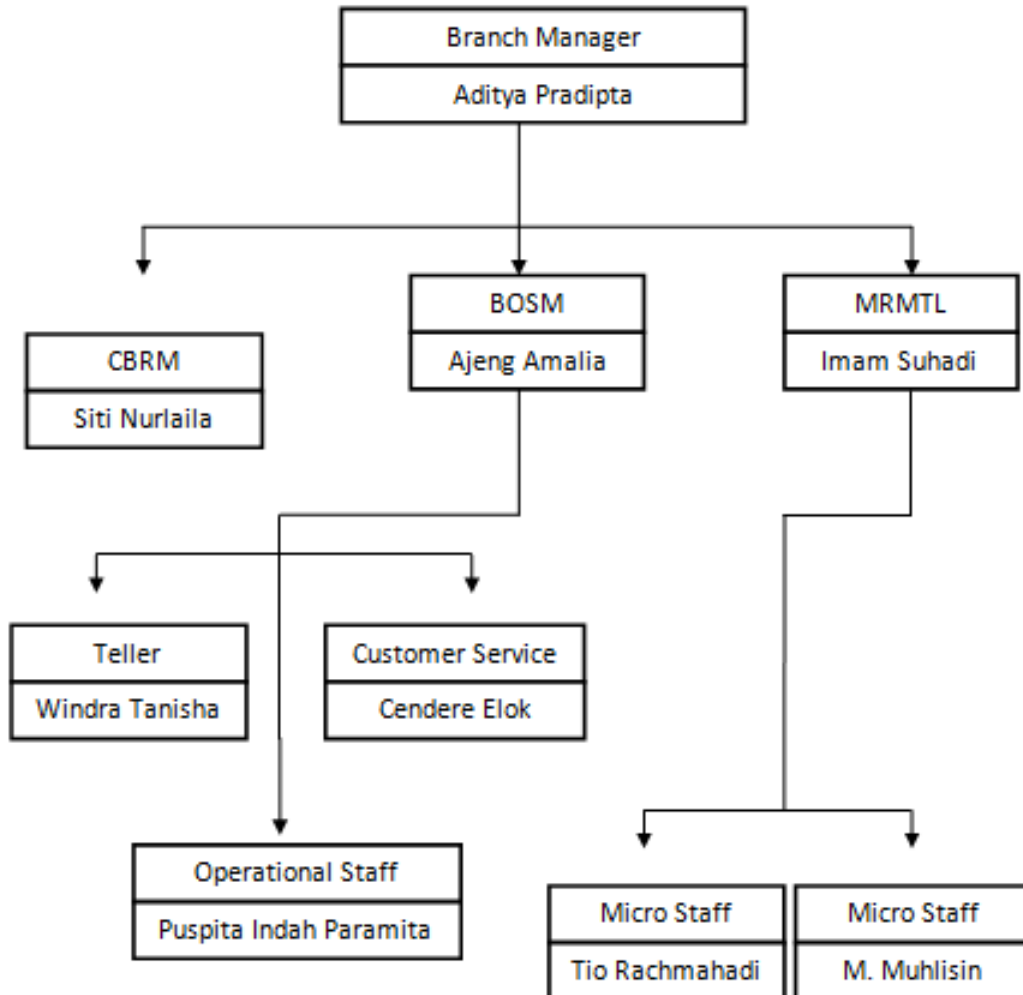 Branch Manager
Aditya Pradipta
BOSM
Ajeng Amalia
MRMTL
Imam Suhadi
CBRM
Siti Nurlaila
Teller
Windra Tanisha
Customer Service
Cendere Elok
Operational Staff
Puspita Indah Paramita
Micro Staff
Tio Rachmahadi
Micro Staff
M. Muhlisin